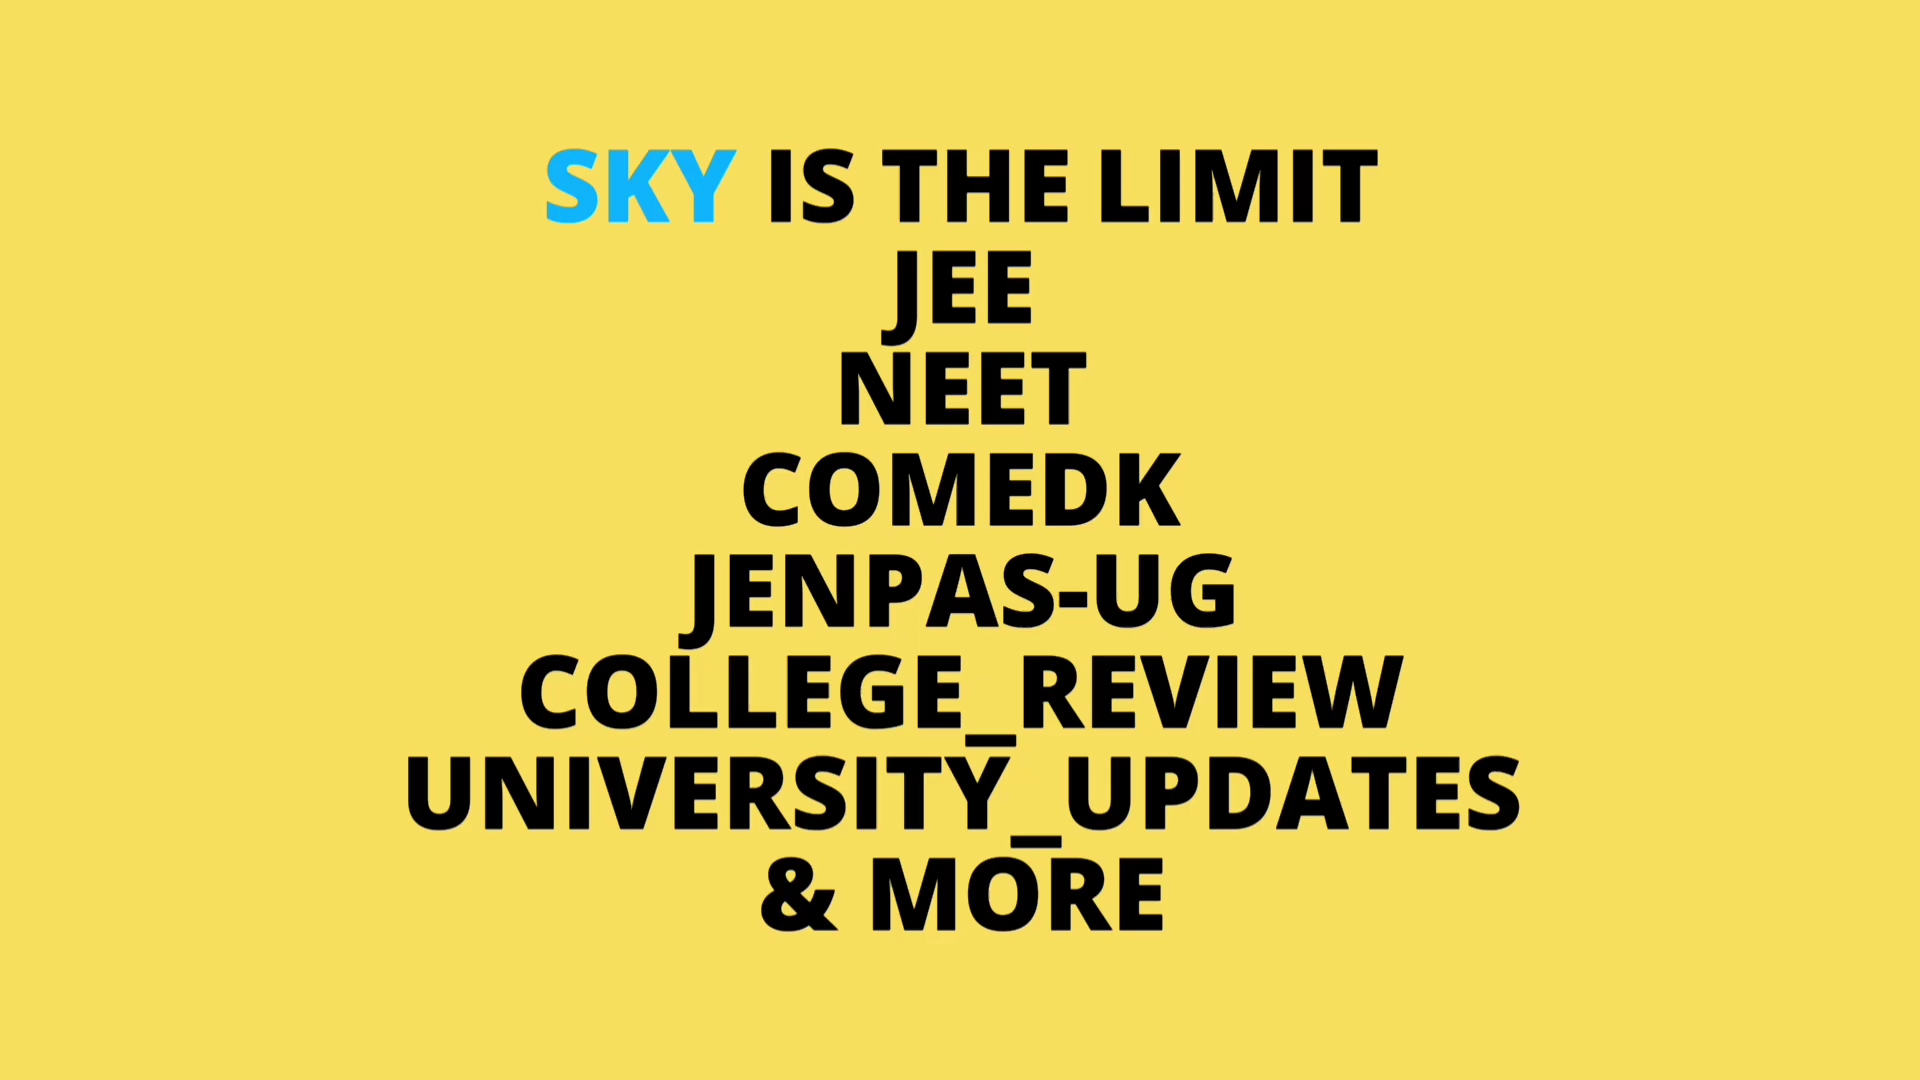 SKY IS THE LIMIT
JEE
NEET
COMEDK
JENPAS-UG
COLLEGE_REVIEW
UNIVERSITY_UPDATES
& MORE